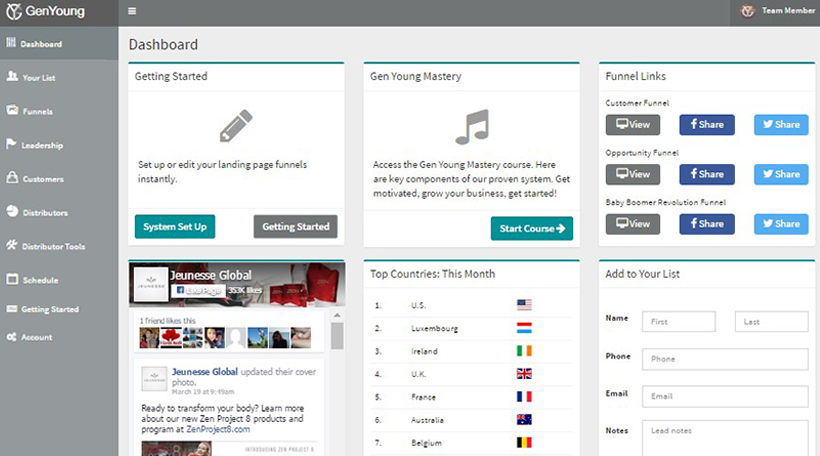 GenYoung
Team Member
Dashboard
Your List
Funnels
Leadership
Customers
Distributors
Distributor Tools
Schedule
Getting Started
Account
Dashboard
Getting Started
Set up or edit your landing page funnels
instantly.
System Set Up
Getting Started
Gen Young Mastery
Access the Gen Young Mastery course. Here
are key components of our proven system. Get
motivated, grow your business, get started!
Start Course
Funnel Links
Customer Funnel
View Share Share
Opportunity Funnel
View Share Share
Baby Boomer Revolution Funnel
View Share Share
JEUNESSE
Jeunesse Global
Like Page 353K likes
1 friend likes this
JEUNESSE
Jeunesse Global updated their cover
photo.
March 19 at 9:49am
Ready to transform your body? Learn more
about our new Zen Project 8 products and
program at ZenProject8.com
INTRODUCING ZEN PROJECT 8
Top Countries: This Month
1. U.S.
2. Luxembourg
3. Ireland
4. U.K.
5. France
6. Australia
7. Belgium
Add to Your List
Name First Last
Phone Phone
Email Email
Notes Lead notes